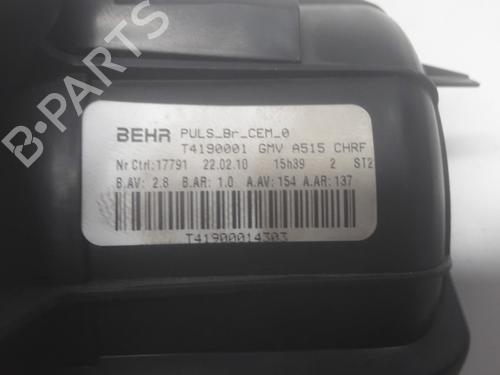 BEHR PULS_Br_CEM_0
T4190001 GMV A515 CHRF
Nr Ctrl:17791 22.02.10 15h39 2 ST2
B.AV: 2.8 B.AR: 1.0 A.AV: 154 A.AR: 137
T41900014303
B-PARTS